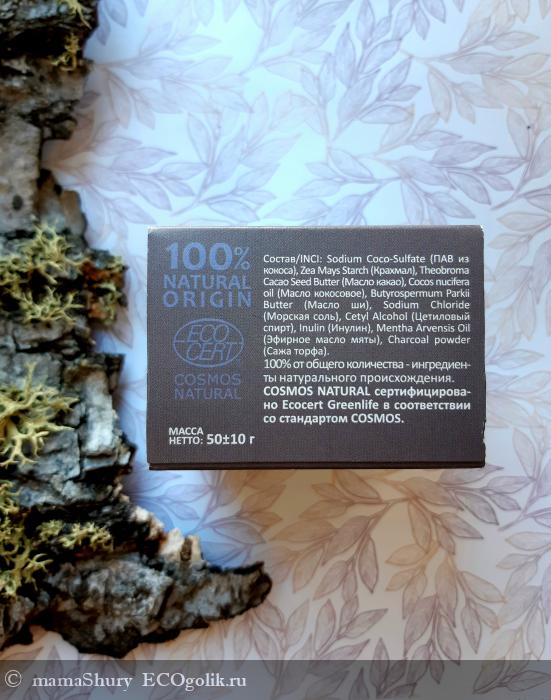 100%
NATURAL
ORIGIN
ECO
CERT
COSMOS
NATURAL
МАССА
НЕТТО: 50±10 г
Состав/INCI: Sodium Coco-Sulfate (ПАВ из
кокоса), Zea Mays Starch (Крахмал), Theobroma
Cacao Seed Butter (Масло какао), Cocos nucifera
oil (Масло кокосовое), Butyrospermum Parkii
Butter (Масло ши), Sodium Chloride
(Морская соль), Cetyl Alcohol (Цетиловый
спирт), Inulin (Инулин), Mentha Arvensis Oil
(Эфирное масло мяты), Charcoal powder
(Сажа торфа).
100% от общего количества - ингредиен-
ты натурального происхождения.
COSMOS NATURAL сертифицирова-
но Ecocert Greenlife в соответствии
со стандартом COSMOS.
© mamaShury ECOgolik.ru